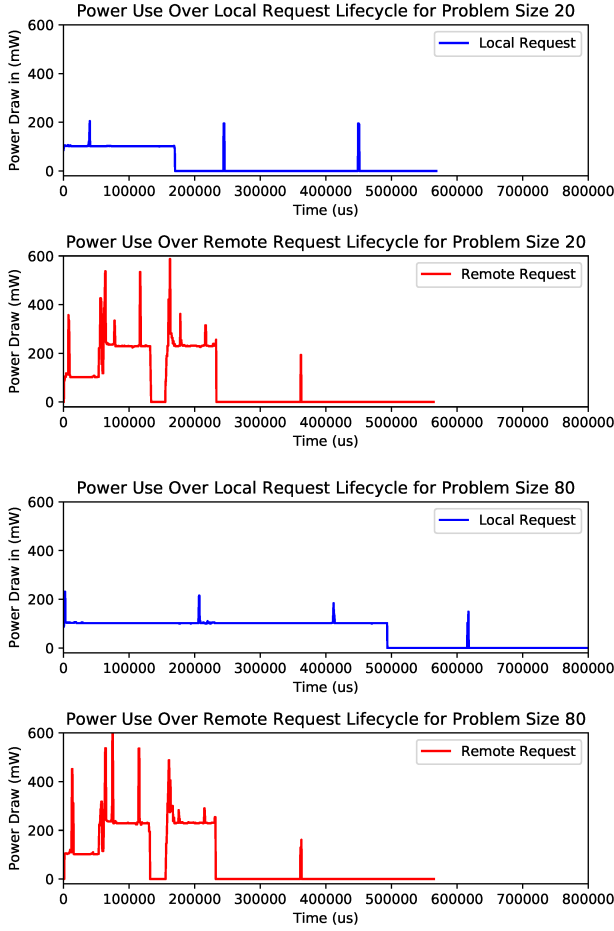 Power Use Over Local Request Lifecycle for Problem Size 20
Power Draw in (mW)
600
400
200
0
Local Request
0 100000 200000 300000 400000 500000 600000 700000 800000
Time (us)
Power Use Over Remote Request Lifecycle for Problem Size 20
Power Draw (mW)
600
400
200
0
Remote Request
0 100000 200000 300000 400000 500000 600000 700000 800000
Time (us)
Power Use Over Local Request Lifecycle for Problem Size 80
Power Draw in (mW)
600
400
200
0
Local Request
0 100000 200000 300000 400000 500000 600000 700000 800000
Time (us)
Power Use Over Remote Request Lifecycle for Problem Size 80
Power Draw (mW)
600
400
200
0
Remote Request
0 100000 200000 300000 400000 500000 600000 700000 800000
Time (us)